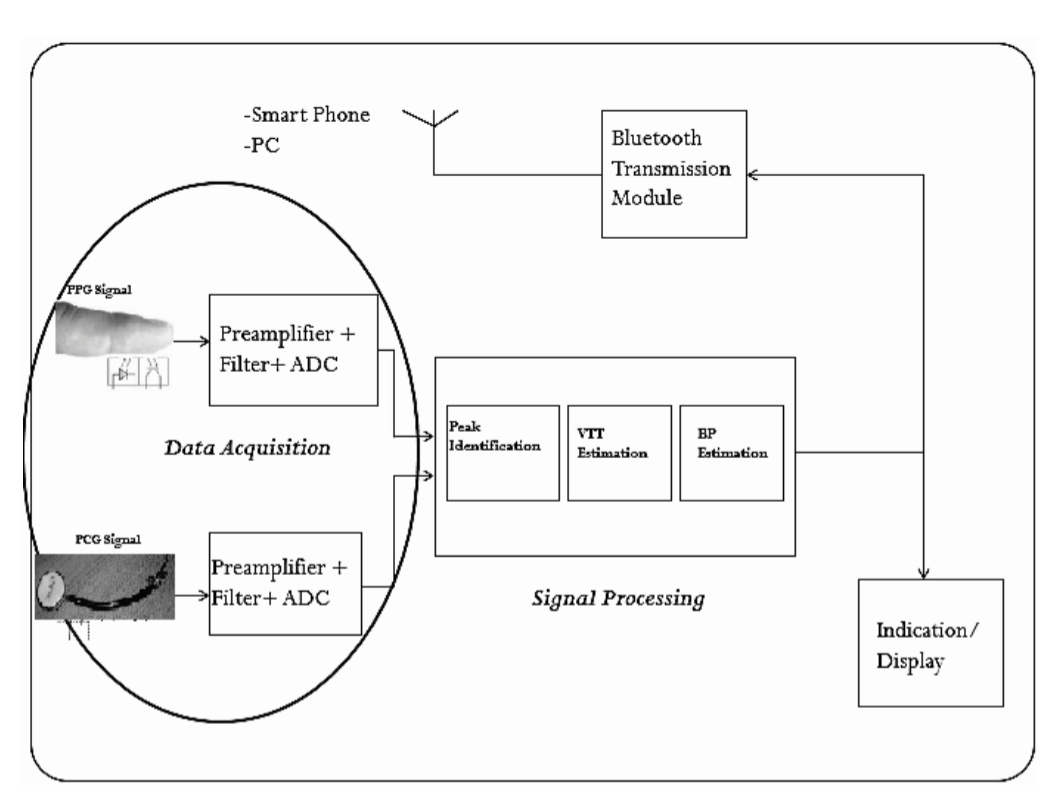 -Smart Phone
-PC
Bluetooth
Transmission
Module
PPG Signal
Preamplifier +
Filter+ ADC
Data Acquisition
Peak
Identification
VTT
Estimation
BP
Estimation
PCG Signal
Preamplifier +
Filter+ ADC
Signal Processing
Indication/
Display